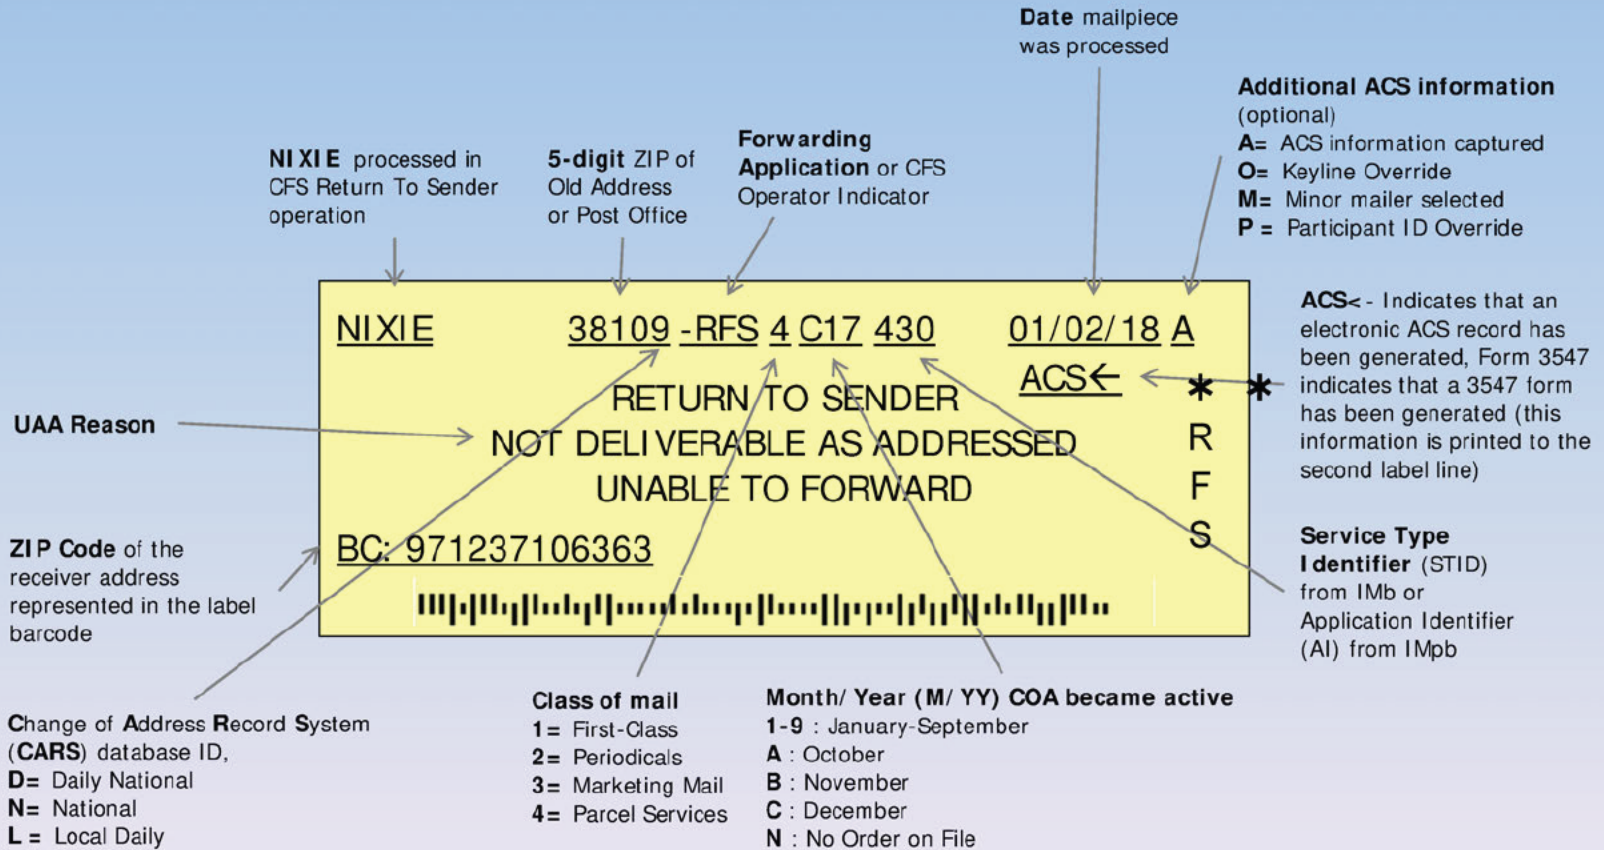 Date mailpiece
was processed
Additional ACS information
(optional)
A= ACS information captured
O= Keyline Override
M= Minor mailer selected
P = Participant ID Override
NIXIE processed in
CFS Return To Sender
operation
5-digit ZIP of
Old Address
or Post Office
Forwarding
Application or CFS
Operator Indicator
NIXIE 38109 -RFS 4 C17 430 01/02/18 A
ACS←
* *
R
F
S
RETURN TO SENDER
NOT DELIVERABLE AS ADDRESSED
UNABLE TO FORWARD
BC: 971237106363
ACS< - Indicates that an
electronic ACS record has
been generated, Form 3547
indicates that a 3547 form
has been generated (this
information is printed to the
second label line)
UAA Reason
ZIP Code of the
receiver address
represented in the label
barcode
Service Type
Identifier (STID)
from IMb or
Application Identifier
(AI) from IMpb
Change of Address Record System
(CARS) database ID,
D= Daily National
N= National
L = Local Daily
Class of mail
1= First-Class
2= Periodicals
3= Marketing Mail
4= Parcel Services
Month/ Year (M/ YY) COA became active
1-9 : January-September
A : October
B : November
C : December
N : No Order on File